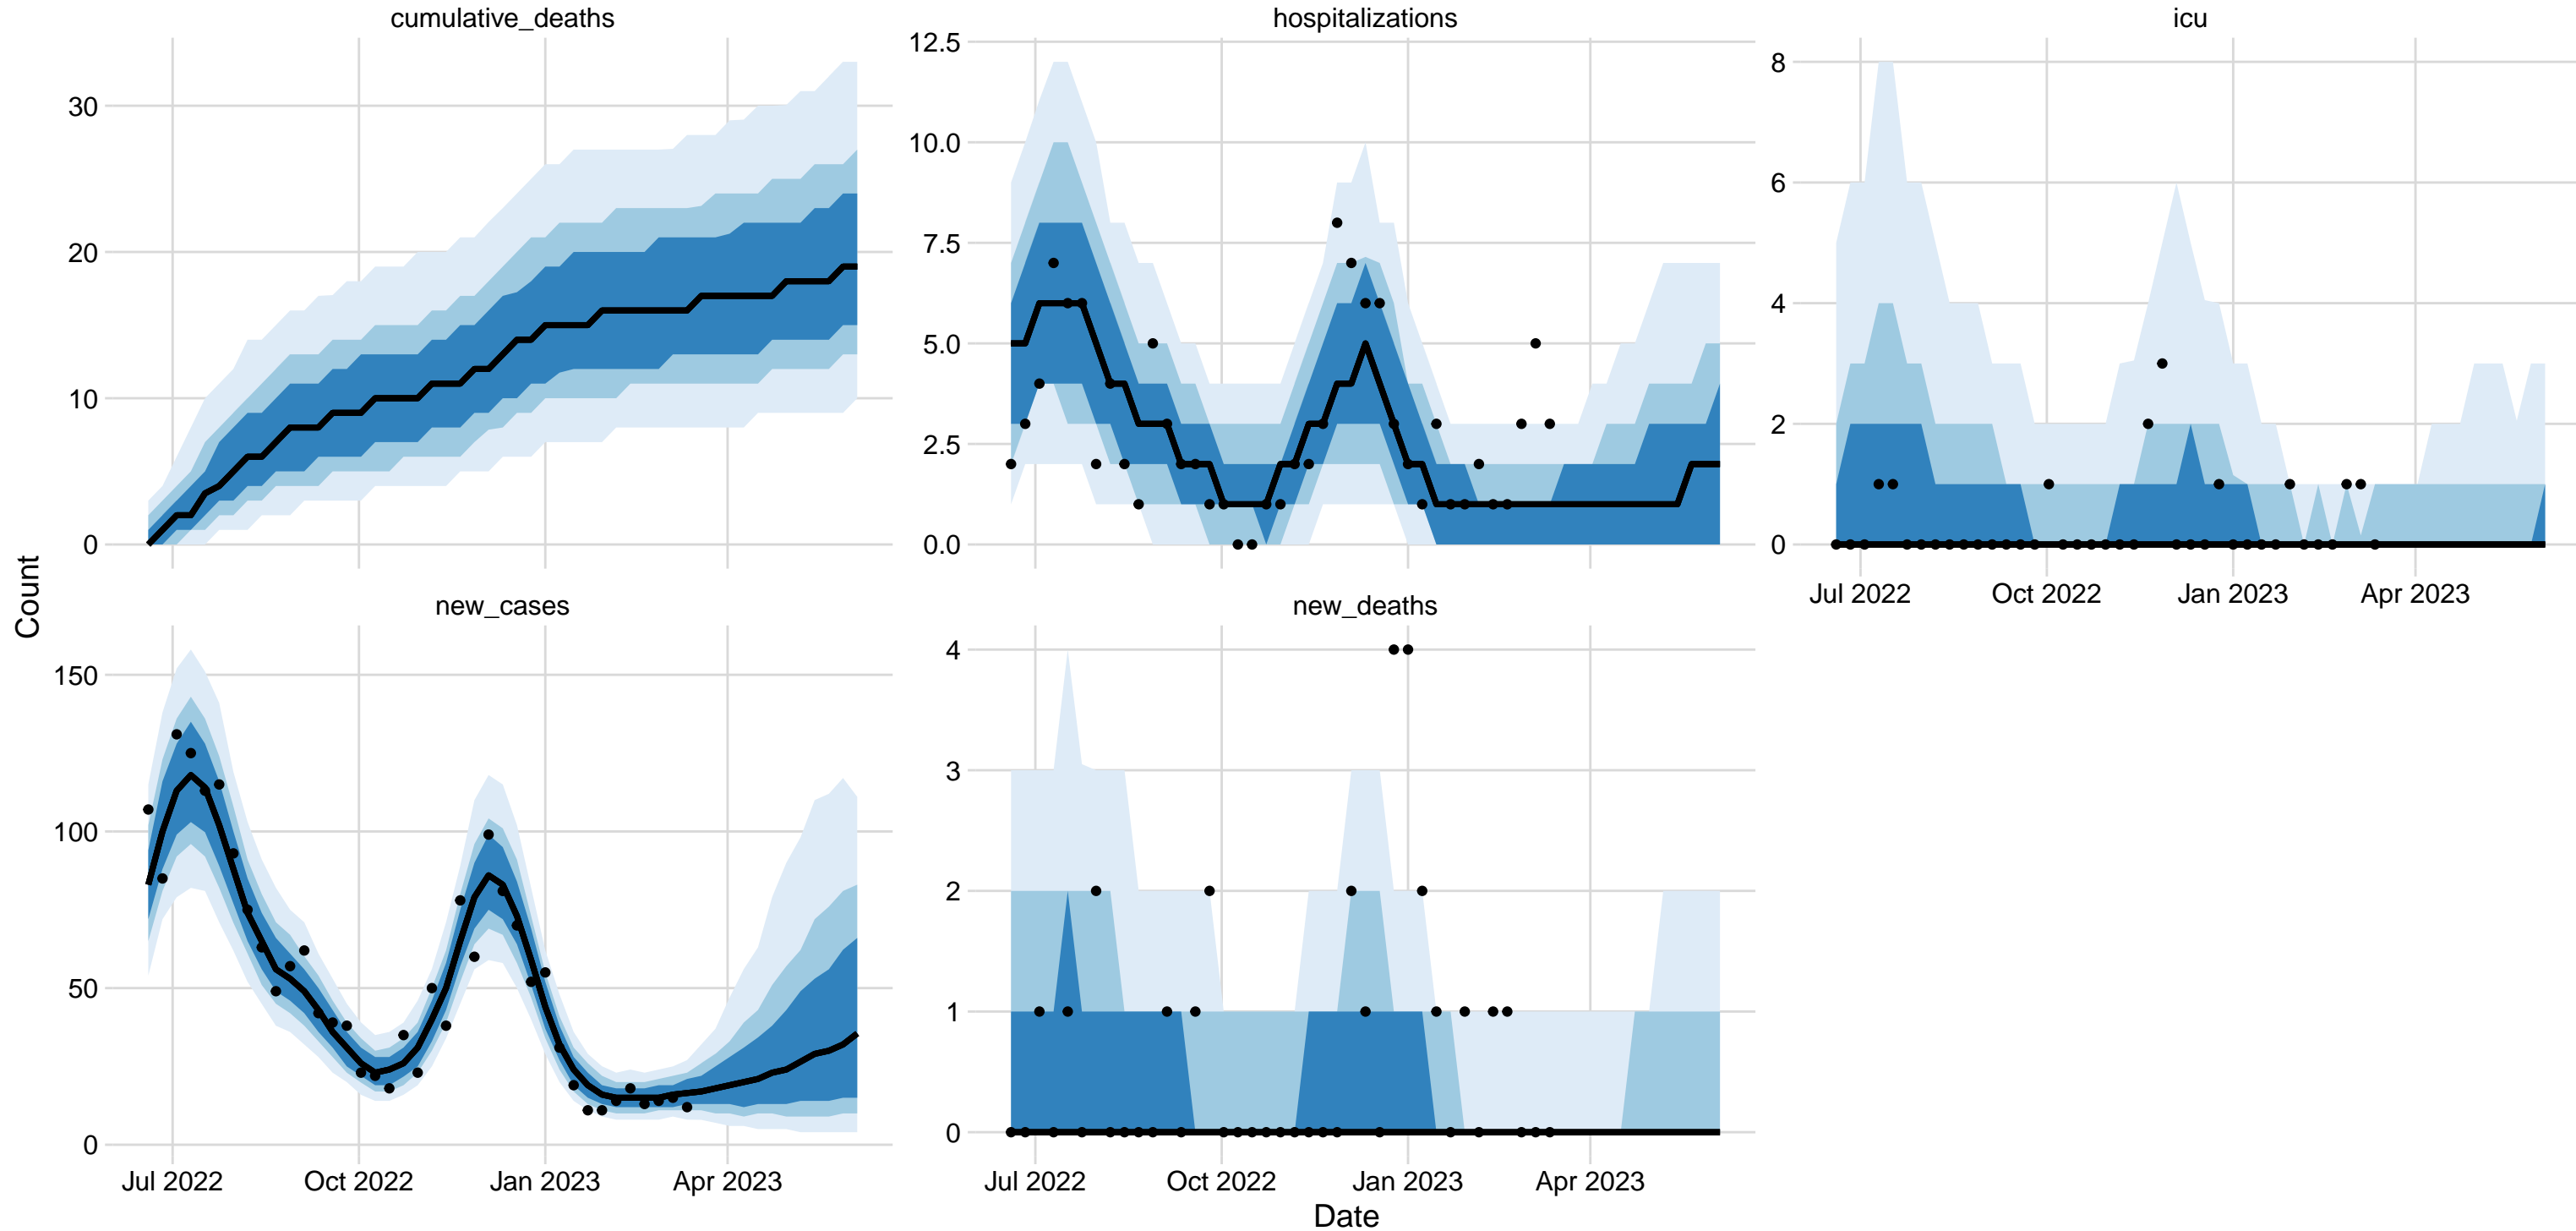 cumulative_deaths
30
20
10
0
hospitalizations
12.5
10.0
7.5
5.0
2.5
0.0
icu
8
6
4
2
0
Jul 2022 Oct 2022 Jan 2023 Apr 2023
Count
new_cases
150
100
50
0
Jul 2022 Oct 2022 Jan 2023 Apr 2023
new_deaths
4
3
2
1
0
Jul 2022 Oct 2022 Jan 2023 Apr 2023
Date